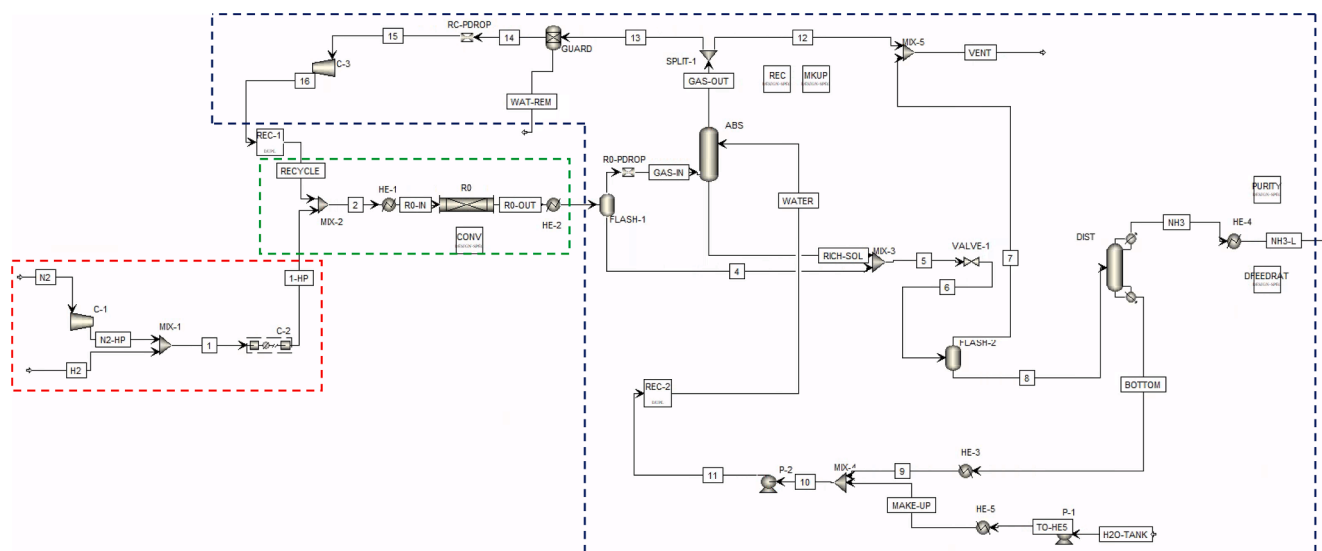 RC-PDROP
15
14
13
12
GUARD
MIX-5
VENT
C-3
SPLIT-1
16
GAS-OUT
REC
MKUP
WAT-REM
ABS
REC-1
RECYCLE
R0-PDROP
GAS-IN
PURITY
HE-1
R0
2
R0-IN
R0-OUT
MIX-2
HE-2
FLASH-1
WATER
NH3
HE-4
DIST
NH3-L
CONV
VALVE-1
MIX-3
RICH-SOL
5
7
4
1-HP
6
DFEEDRAT
N2
C-1
MIX-1
C-2
N2-HP
1
H2
FLASH-2
8
REC-2
BOTTOM
HE-3
P-2
MIX-4
9
11
10
MAKE-UP
HE-5
P-1
TO-HE5
H2O-TANK